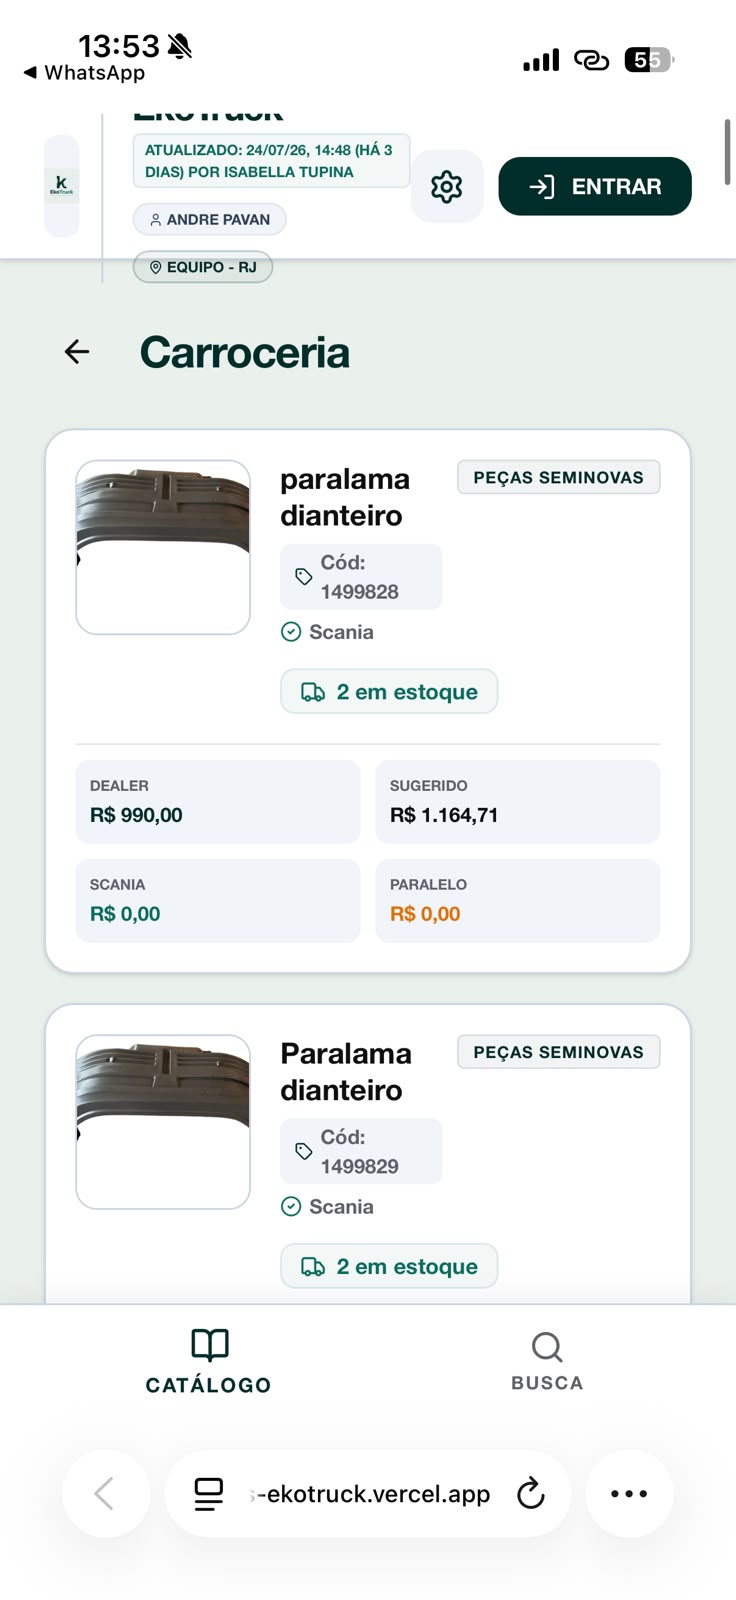 13:53
WhatsApp
55
EkoTruck
k
EkoTruck
ATUALIZADO: 24/07/26, 14:48 (HÁ 3
DIAS) POR ISABELLA TUPINA
ANDRE PAVAN
EQUIPO - RJ
ENTRAR
Carroceria
paralama
dianteiro
PEÇAS SEMINOVAS
Cód:
1499828
Scania
2 em estoque
DEALER
R$ 990,00
SUGERIDO
R$ 1.164,71
SCANIA
R$ 0,00
PARALELO
R$ 0,00
Paralama
dianteiro
PEÇAS SEMINOVAS
Cód:
1499829
Scania
2 em estoque
CATÁLOGO
BUSCA
s-ekotruck.vercel.app